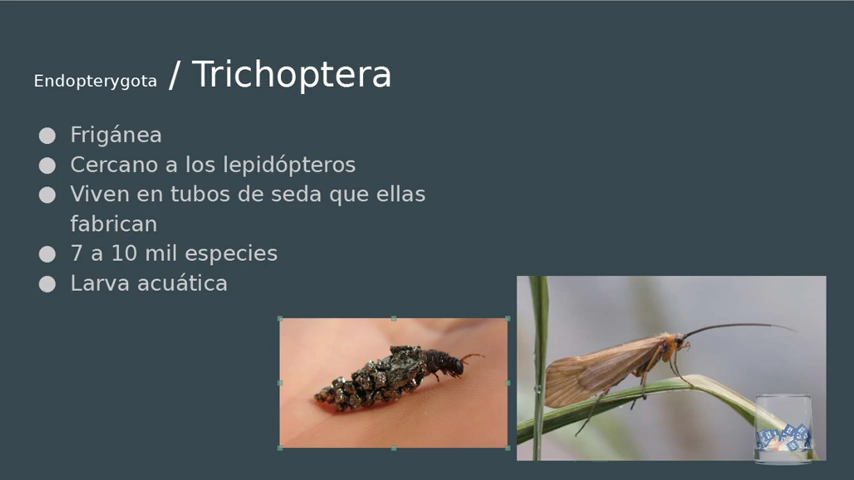 Endopterygota / Trichoptera
● Frigánea
● Cercano a los lepidópteros
● Viven en tubos de seda que ellas
fabrican
● 7 a 10 mil especies
● Larva acuática